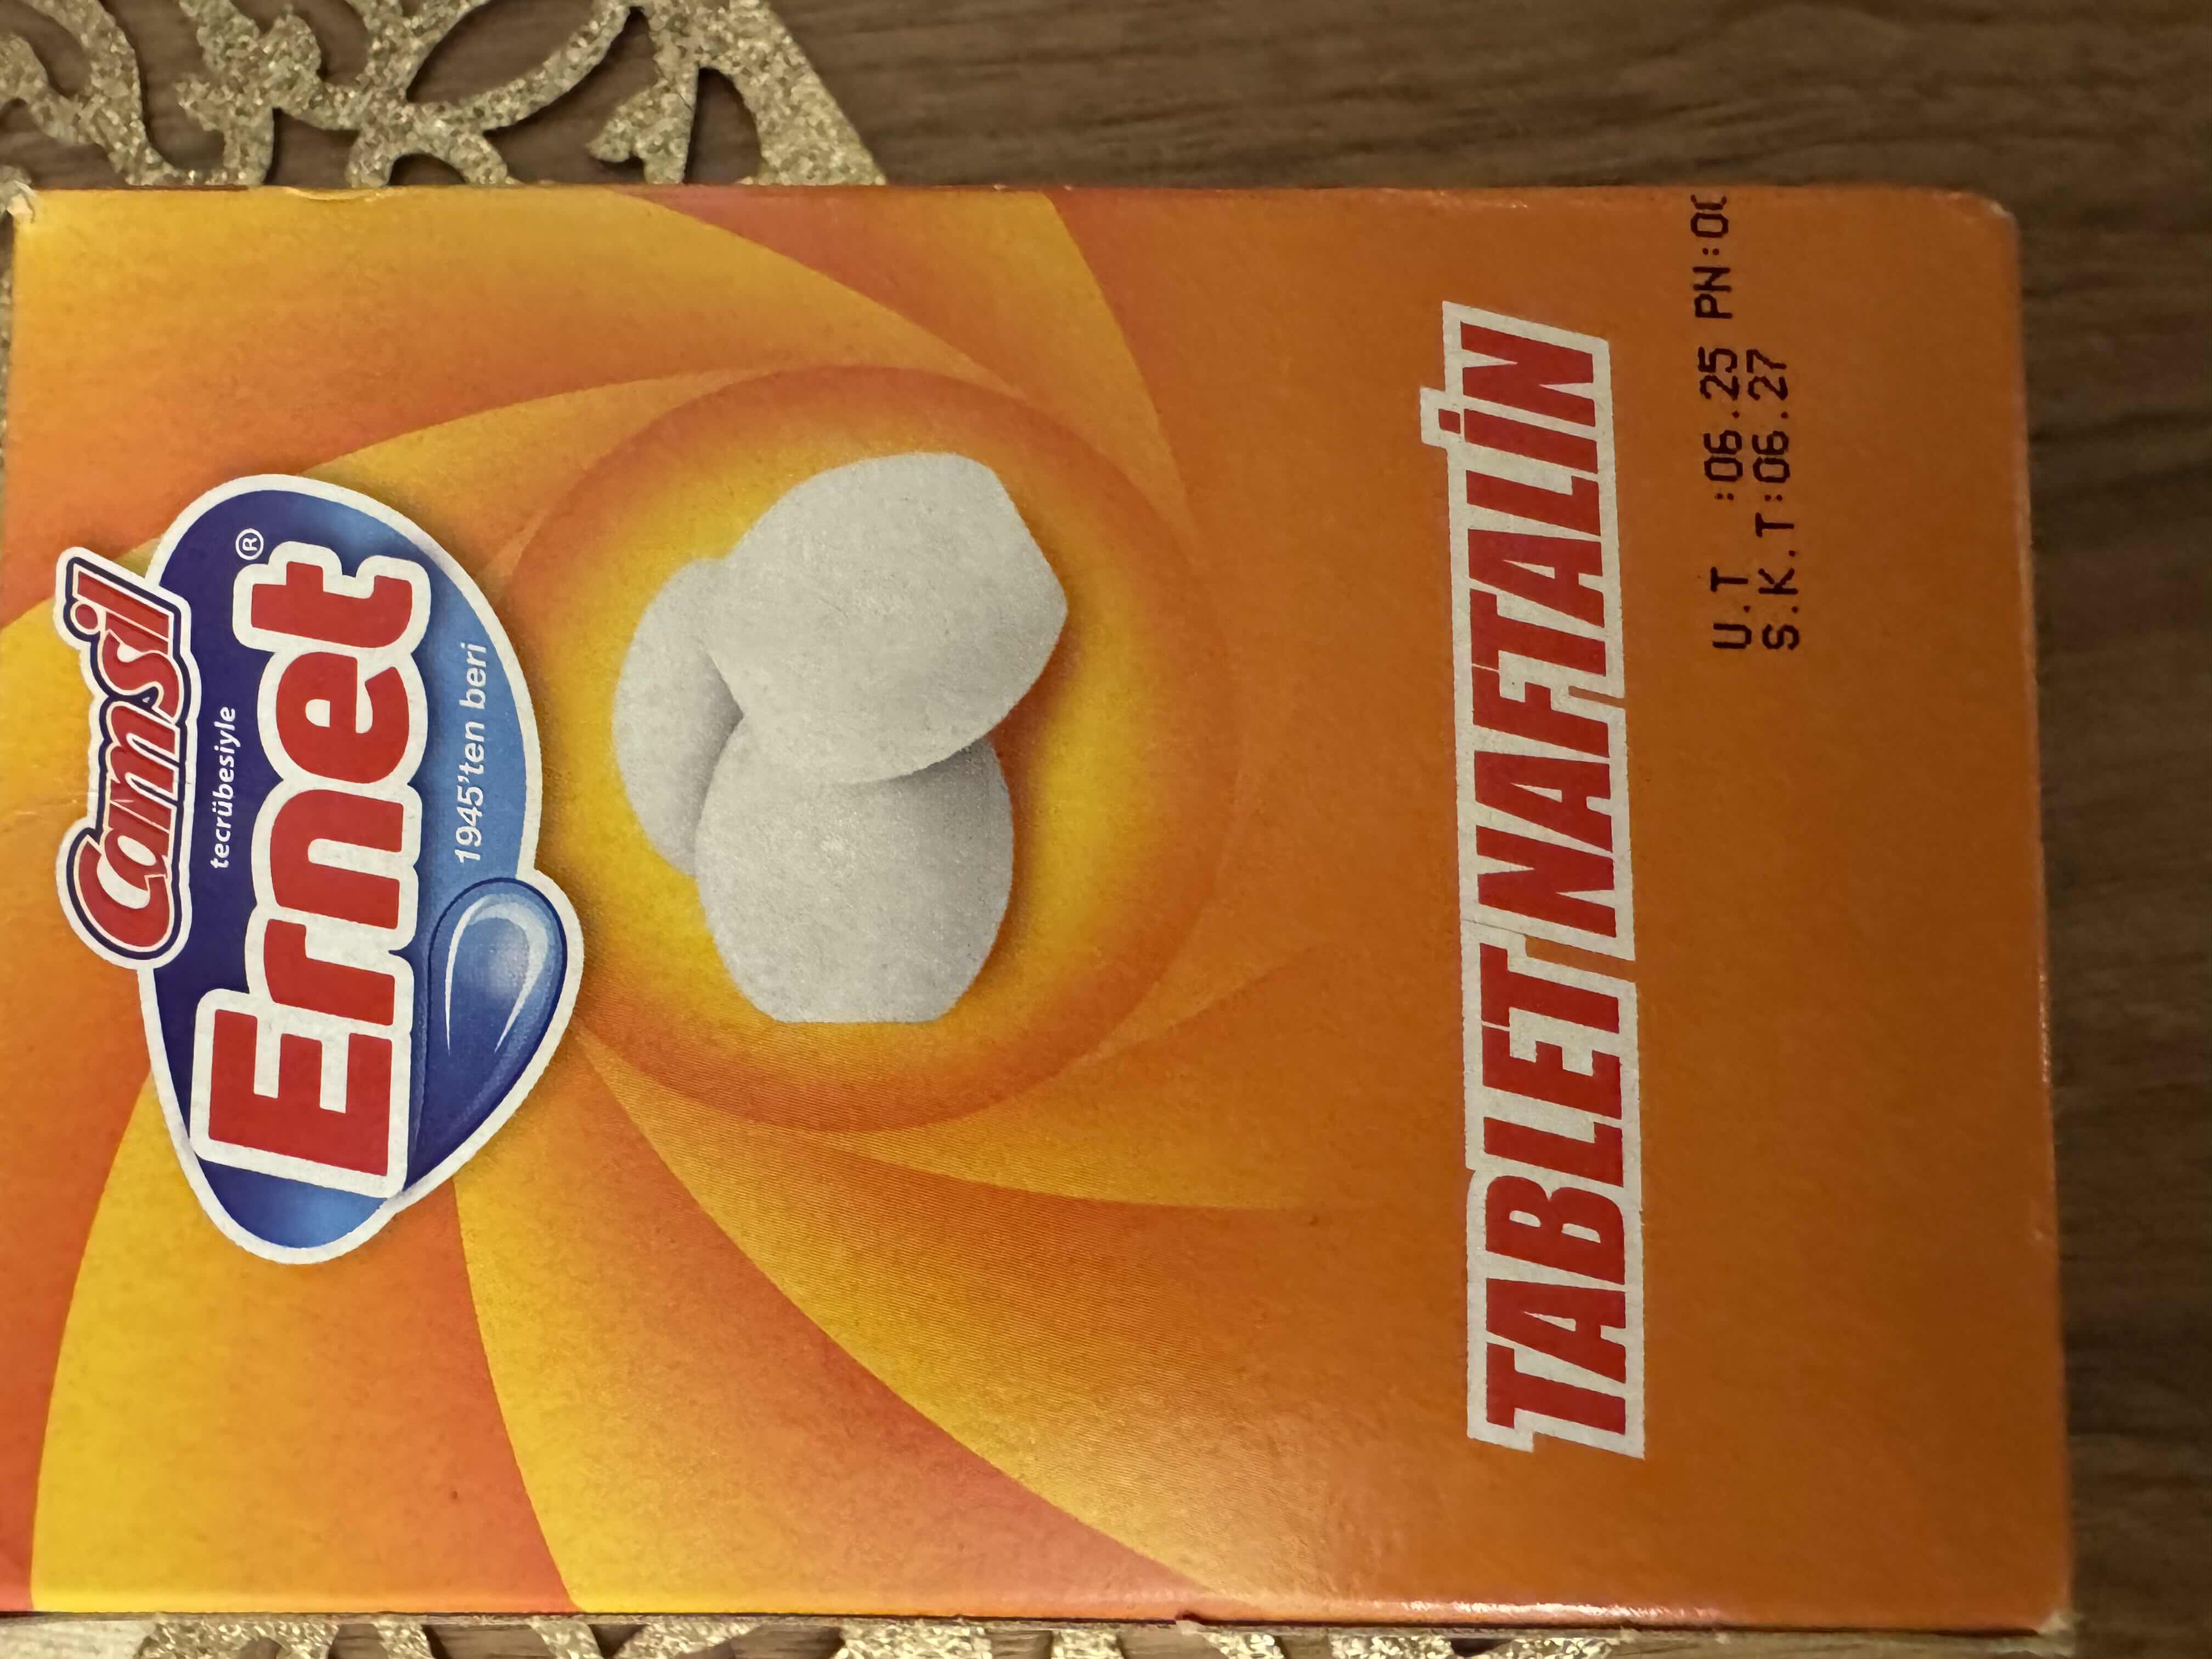 Camsil
tecrübesiyle
Ernet®
1945'ten beri
TABLET NAFTALİN
U.T :06.25 PN:00
S.K.T:06.27